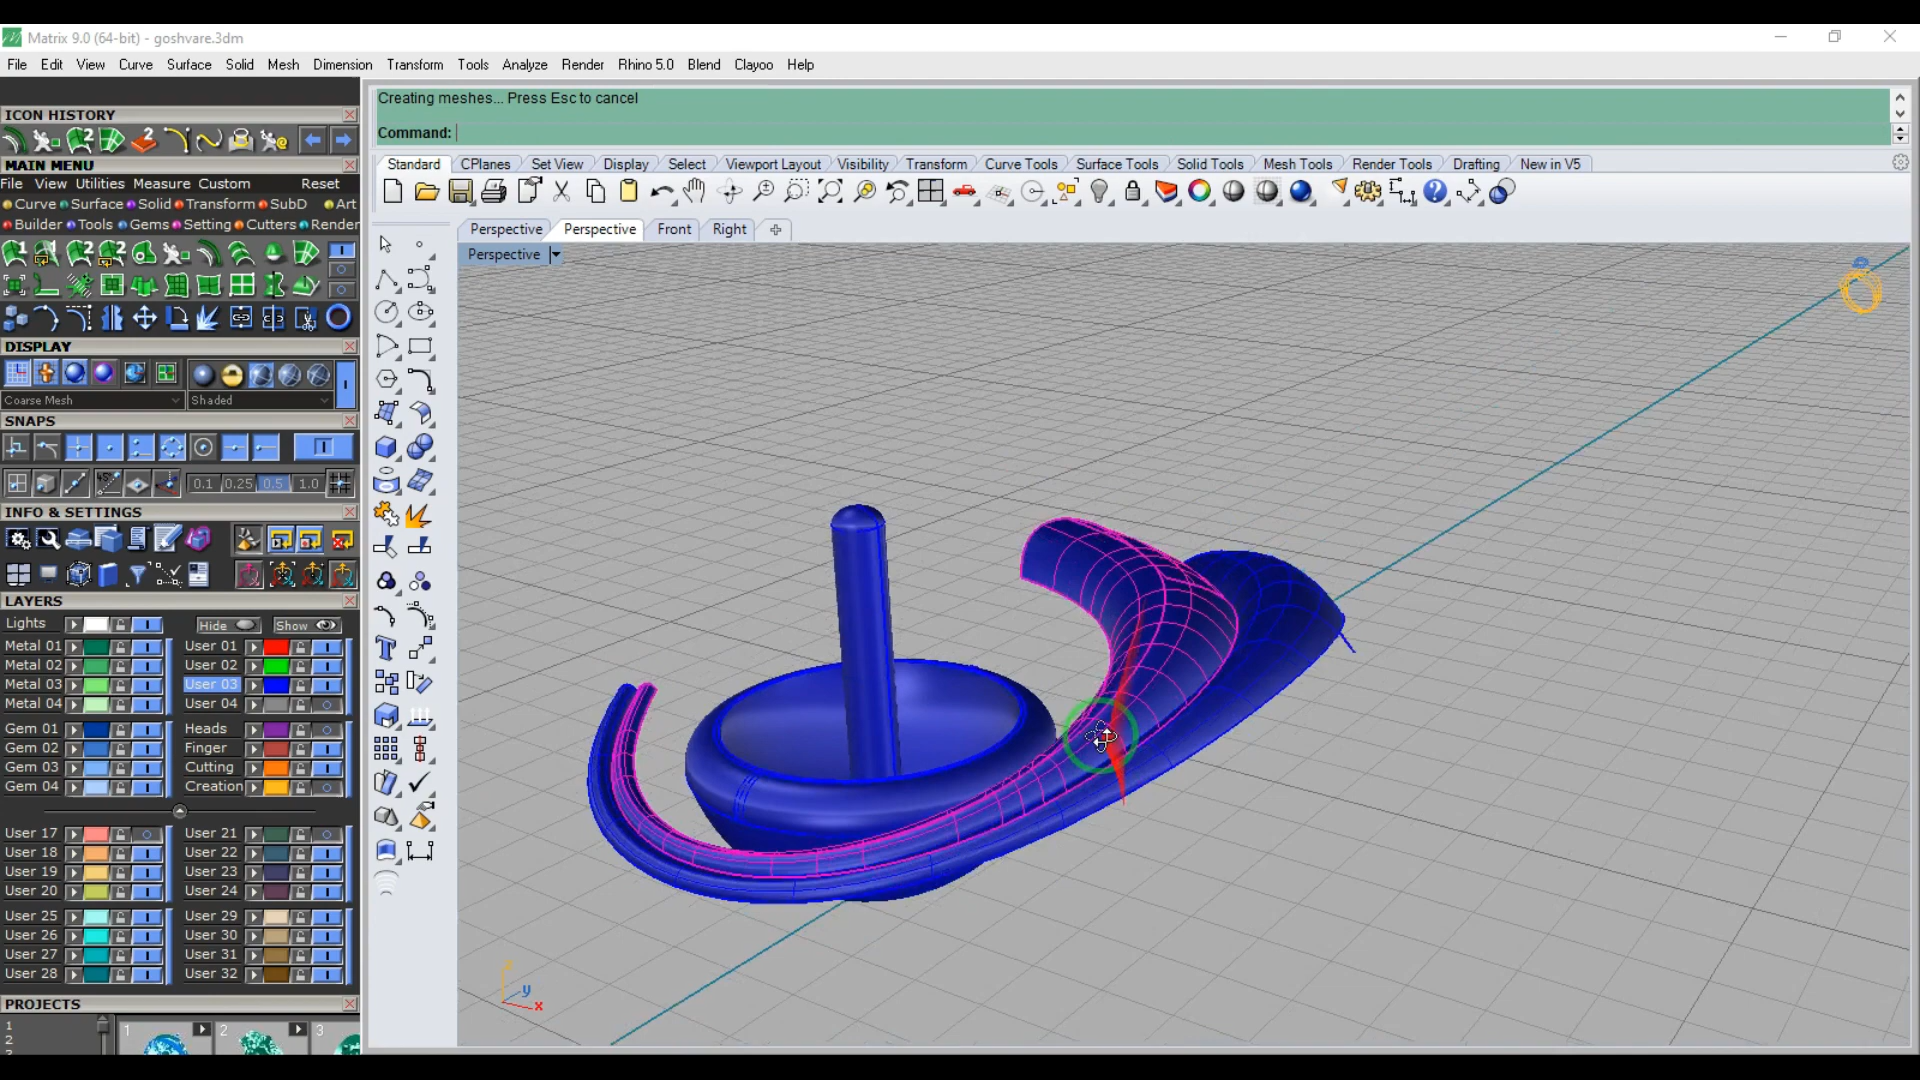 Matrix 9.0 (64-bit) - goshvare.3dm
File Edit View Curve Surface Solid Mesh Dimension Transform Tools Analyze Render Rhino 5.0 Blend Clayoo Help
ICON HISTORY
Creating meshes... Press Esc to cancel
Command:
MAIN MENU
File View Utilities Measure Custom Reset
Curve Surface Solid Transform SubD Art
Builder Tools Gems Setting Cutters Render
Standard CPlanes Set View Display Select Viewport Layout Visibility Transform Curve Tools Surface Tools Solid Tools Mesh Tools Render Tools Drafting New in V5
Perspective Perspective Front Right
Perspective
DISPLAY
Coarse Mesh Shaded
SNAPS
0.1 0.25 0.5 1.0
INFO & SETTINGS
LAYERS
Lights Hide Show
Metal 01 User 01
Metal 02 User 02
Metal 03 User 03
Metal 04 User 04
Gem 01 Heads
Gem 02 Finger
Gem 03 Cutting
Gem 04 Creation
User 17 User 21
User 18 User 22
User 19 User 23
User 20 User 24
User 25 User 29
User 26 User 30
User 27 User 31
User 28 User 32
PROJECTS
1 1 2 3
2
y
x